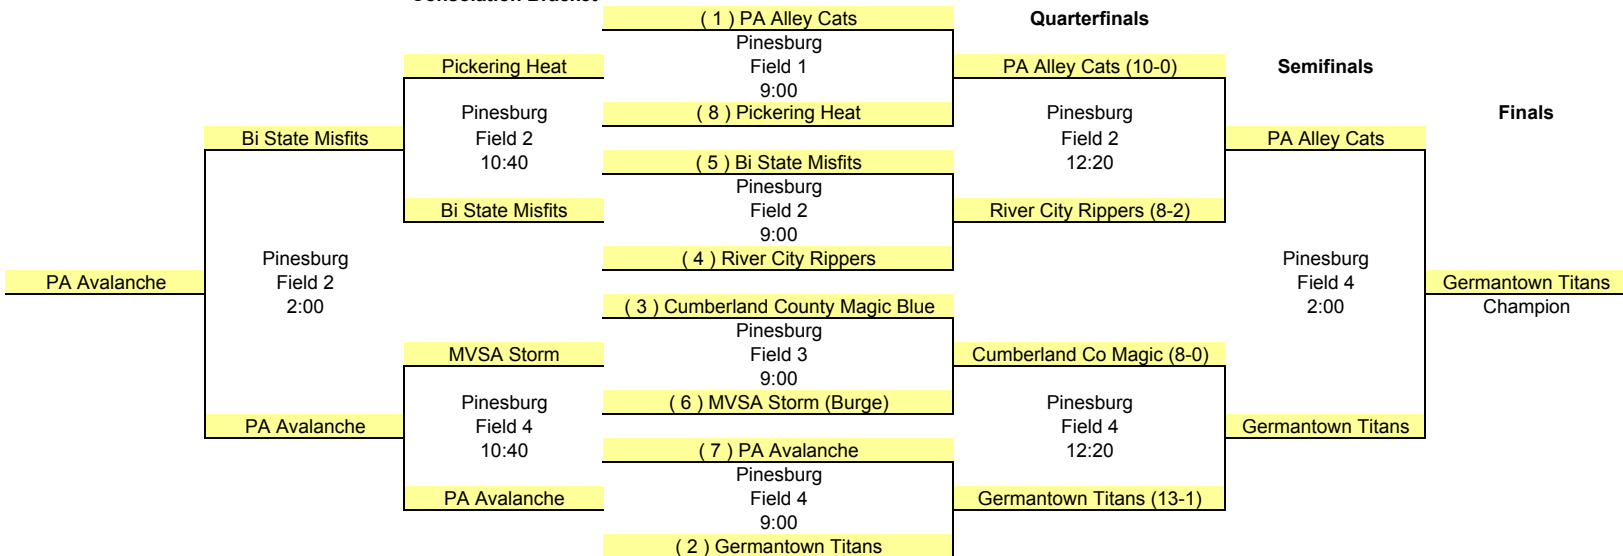 Consolation Bracket
( 1 ) PA Alley Cats
Quarterfinals
Pinesburg
Pickering Heat
Field 1
PA Alley Cats (10-0)
Semifinals
9:00
Pinesburg
( 8 ) Pickering Heat
Pinesburg
Finals
Bi State Misfits
Field 2
Field 2
PA Alley Cats
10:40
( 5 ) Bi State Misfits
12:20
Pinesburg
Bi State Misfits
Field 2
River City Rippers (8-2)
9:00
Pinesburg
( 4 ) River City Rippers
Pinesburg
PA Avalanche
Field 2
Field 4
Germantown Titans
2:00
( 3 ) Cumberland County Magic Blue
2:00
Champion
Pinesburg
MVSA Storm
Field 3
Cumberland Co Magic (8-0)
9:00
Pinesburg
( 6 ) MVSA Storm (Burge)
Pinesburg
PA Avalanche
Field 4
Field 4
Germantown Titans
10:40
( 7 ) PA Avalanche
12:20
Pinesburg
PA Avalanche
Field 4
Germantown Titans (13-1)
9:00
( 2 ) Germantown Titans